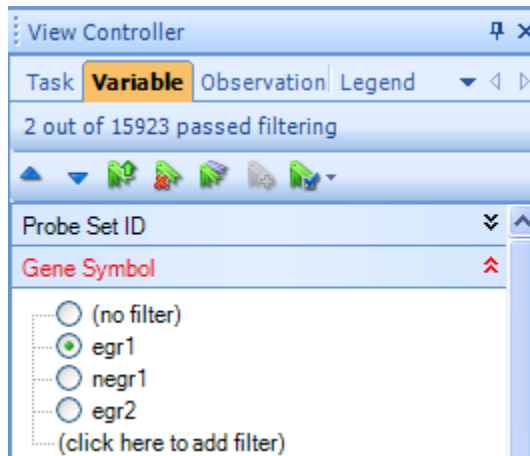 View Controller
Task Variable Observation Legend
2 out of 15923 passed filtering
Probe Set ID
Gene Symbol
(no filter)
egr1
negr1
egr2
(click here to add filter)